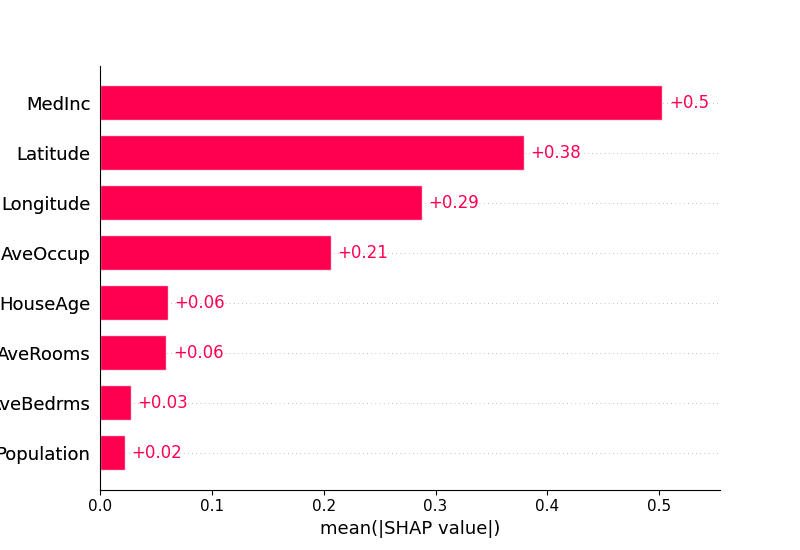 MedInc +0.5
Latitude +0.38
Longitude +0.29
AveOccup +0.21
HouseAge +0.06
AveRooms +0.06
veBedrms +0.03
Population +0.02
0.0 0.1 0.2 0.3 0.4 0.5
mean(|SHAP value|)